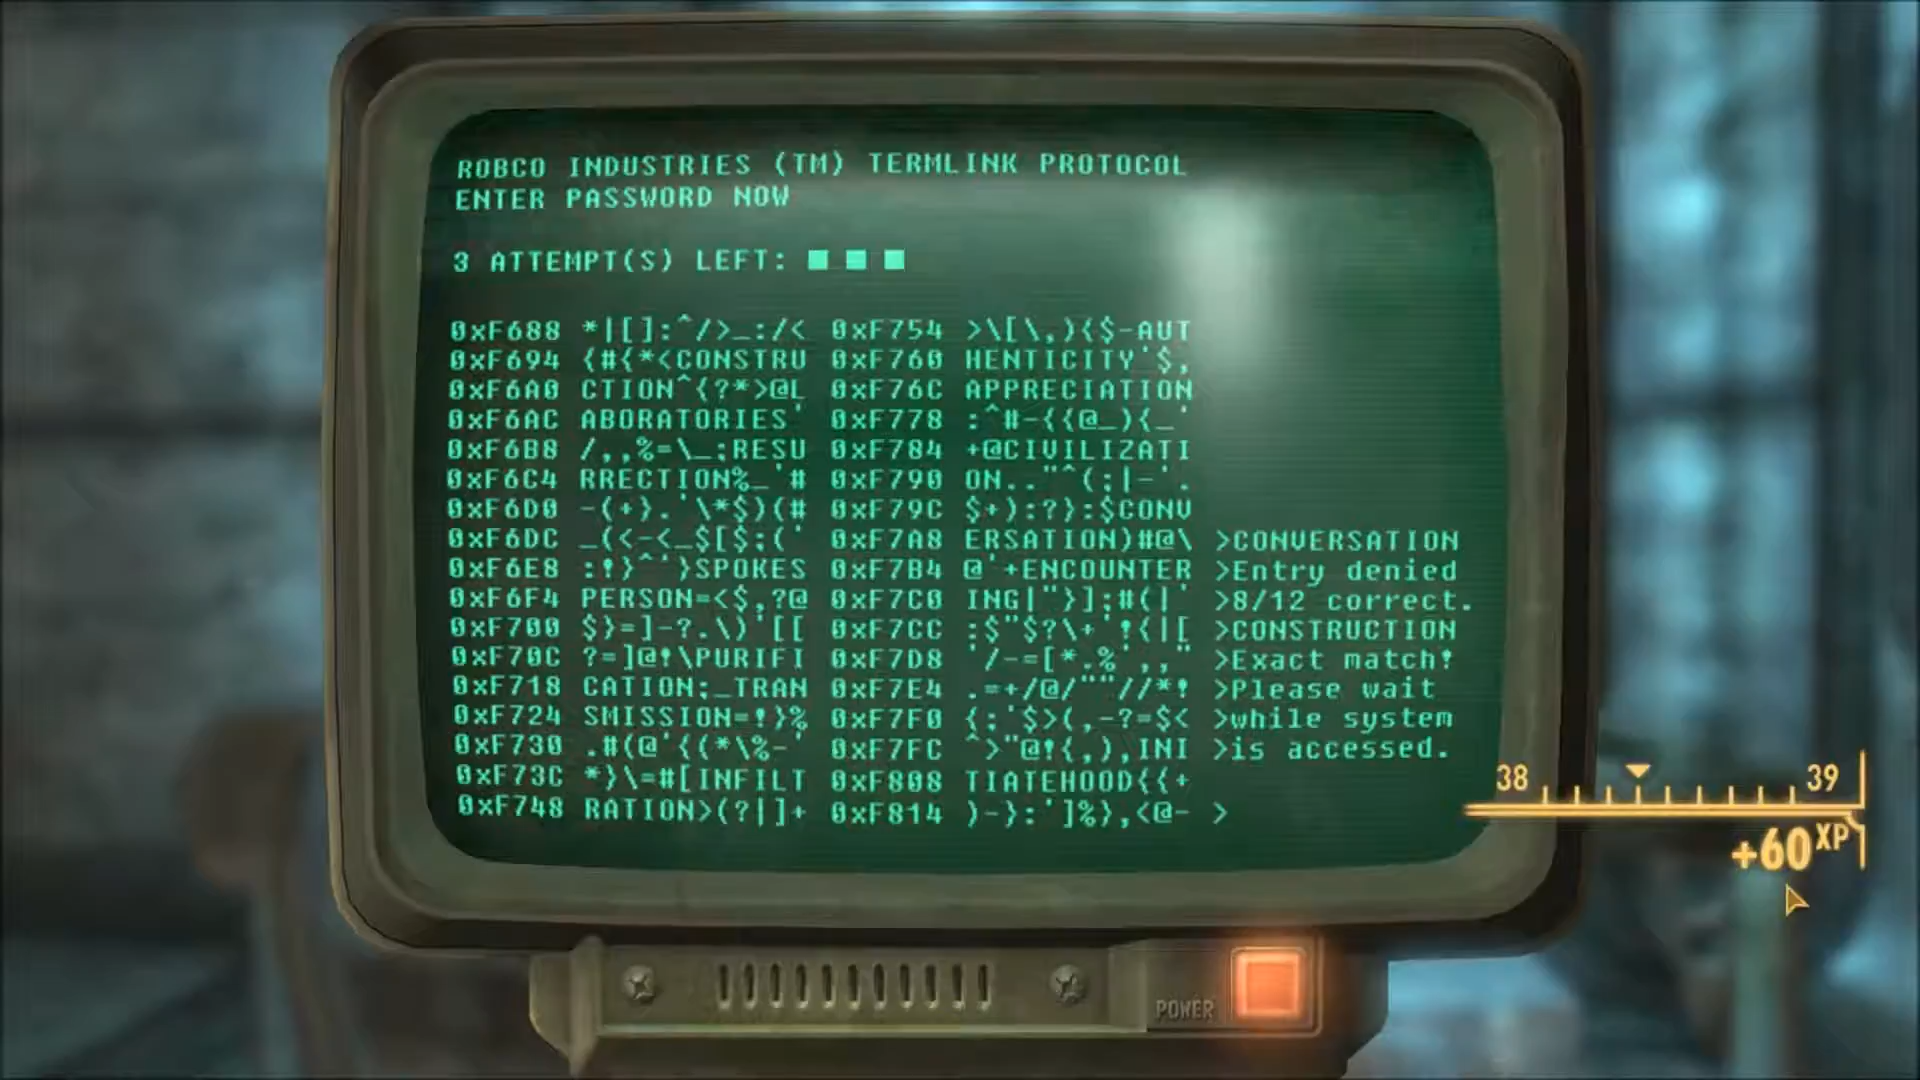 ROBCO INDUSTRIES (TM) TERMLINK PROTOCOL
ENTER PASSWORD NOW
3 ATTEMPT(S) LEFT: ■ ■ ■
0xF688 *|[]:^/>_:/< 0xF754 >\[\,){$-AUT
0xF694 {#{*<CONSTRU 0xF760 HENTICITY'$,
0xF6A0 CTION^{?*>@L 0xF76C APPRECIATION
0xF6AC ABORATORIES' 0xF778 :^#-{{@_){_'
0xF6B8 /,,%=\_;RESU 0xF784 +@CIVILIZATI
0xF6C4 RRECTION%_'# 0xF790 ON.."^(;|-'.
0xF6D0 -(+}.'\*$)(# 0xF79C $+):?}:$CONV
0xF6DC _(<-<_$[$;(' 0xF7A8 ERSATION)#@\ >CONVERSATION
0xF6E8 :!}^'}SPOKES 0xF7B4 @'+ENCOUNTER >Entry denied
0xF6F4 PERSON=<$,?@ 0xF7C0 ING|"}];#(|' >8/12 correct.
0xF700 $}=]-?.\)'[[ 0xF7CC :$"$?\+'!{|[ >CONSTRUCTION
0xF70C ?=]@!\PURIFI 0xF7D8 '/-=[*.%',," >Exact match!
0xF718 CATION;_TRAN 0xF7E4 .=+/@/""//*! >Please wait
0xF724 SMISSION=!}% 0xF7F0 {;'$>(,-?=$< >while system
0xF730 .#(@'{(*\%-' 0xF7FC ^>"@!{,),INI >is accessed.
0xF73C *}\=#[INFILT 0xF808 TIATEHOOD{{+
0xF748 RATION>(?|]+ 0xF814 )-}:']%},<@- >
38 39
+60 XP
POWER